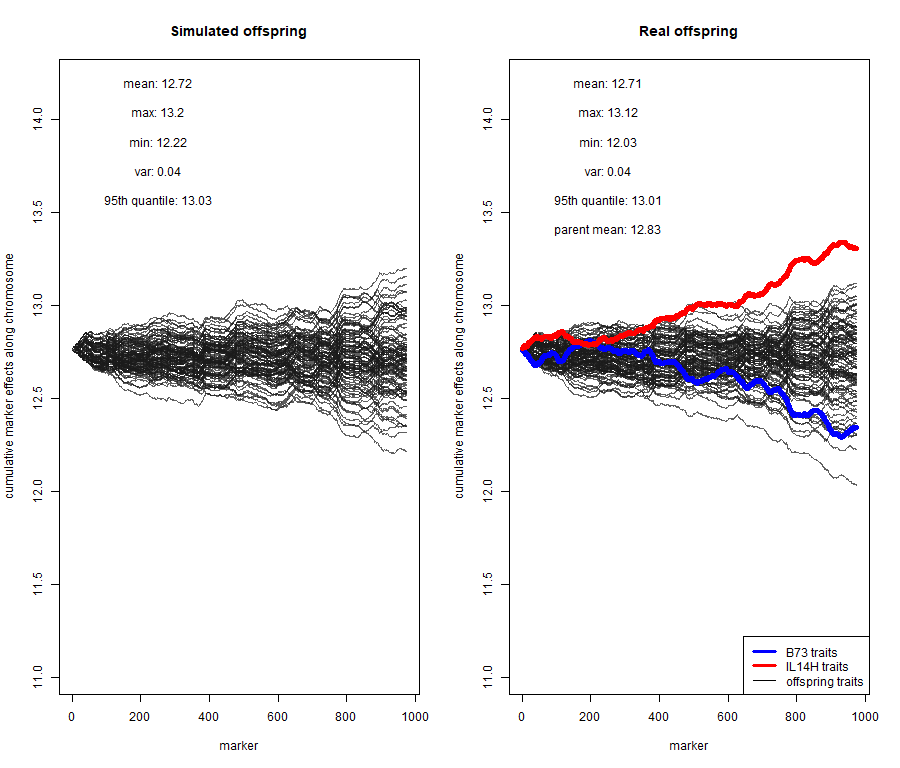 Simulated offspring
mean: 12.72
max: 13.2
min: 12.22
var: 0.04
95th quantile: 13.03
cumulative marker effects along chromosome
14.0
13.5
13.0
12.5
12.0
11.5
11.0
0 200 400 600 800 1000
marker
Real offspring
mean: 12.71
max: 13.12
min: 12.03
var: 0.04
95th quantile: 13.01
parent mean: 12.83
cumulative marker effects along chromosome
14.0
13.5
13.0
12.5
12.0
11.5
11.0
B73 traits
IL14H traits
offspring traits
0 200 400 600 800 1000
marker